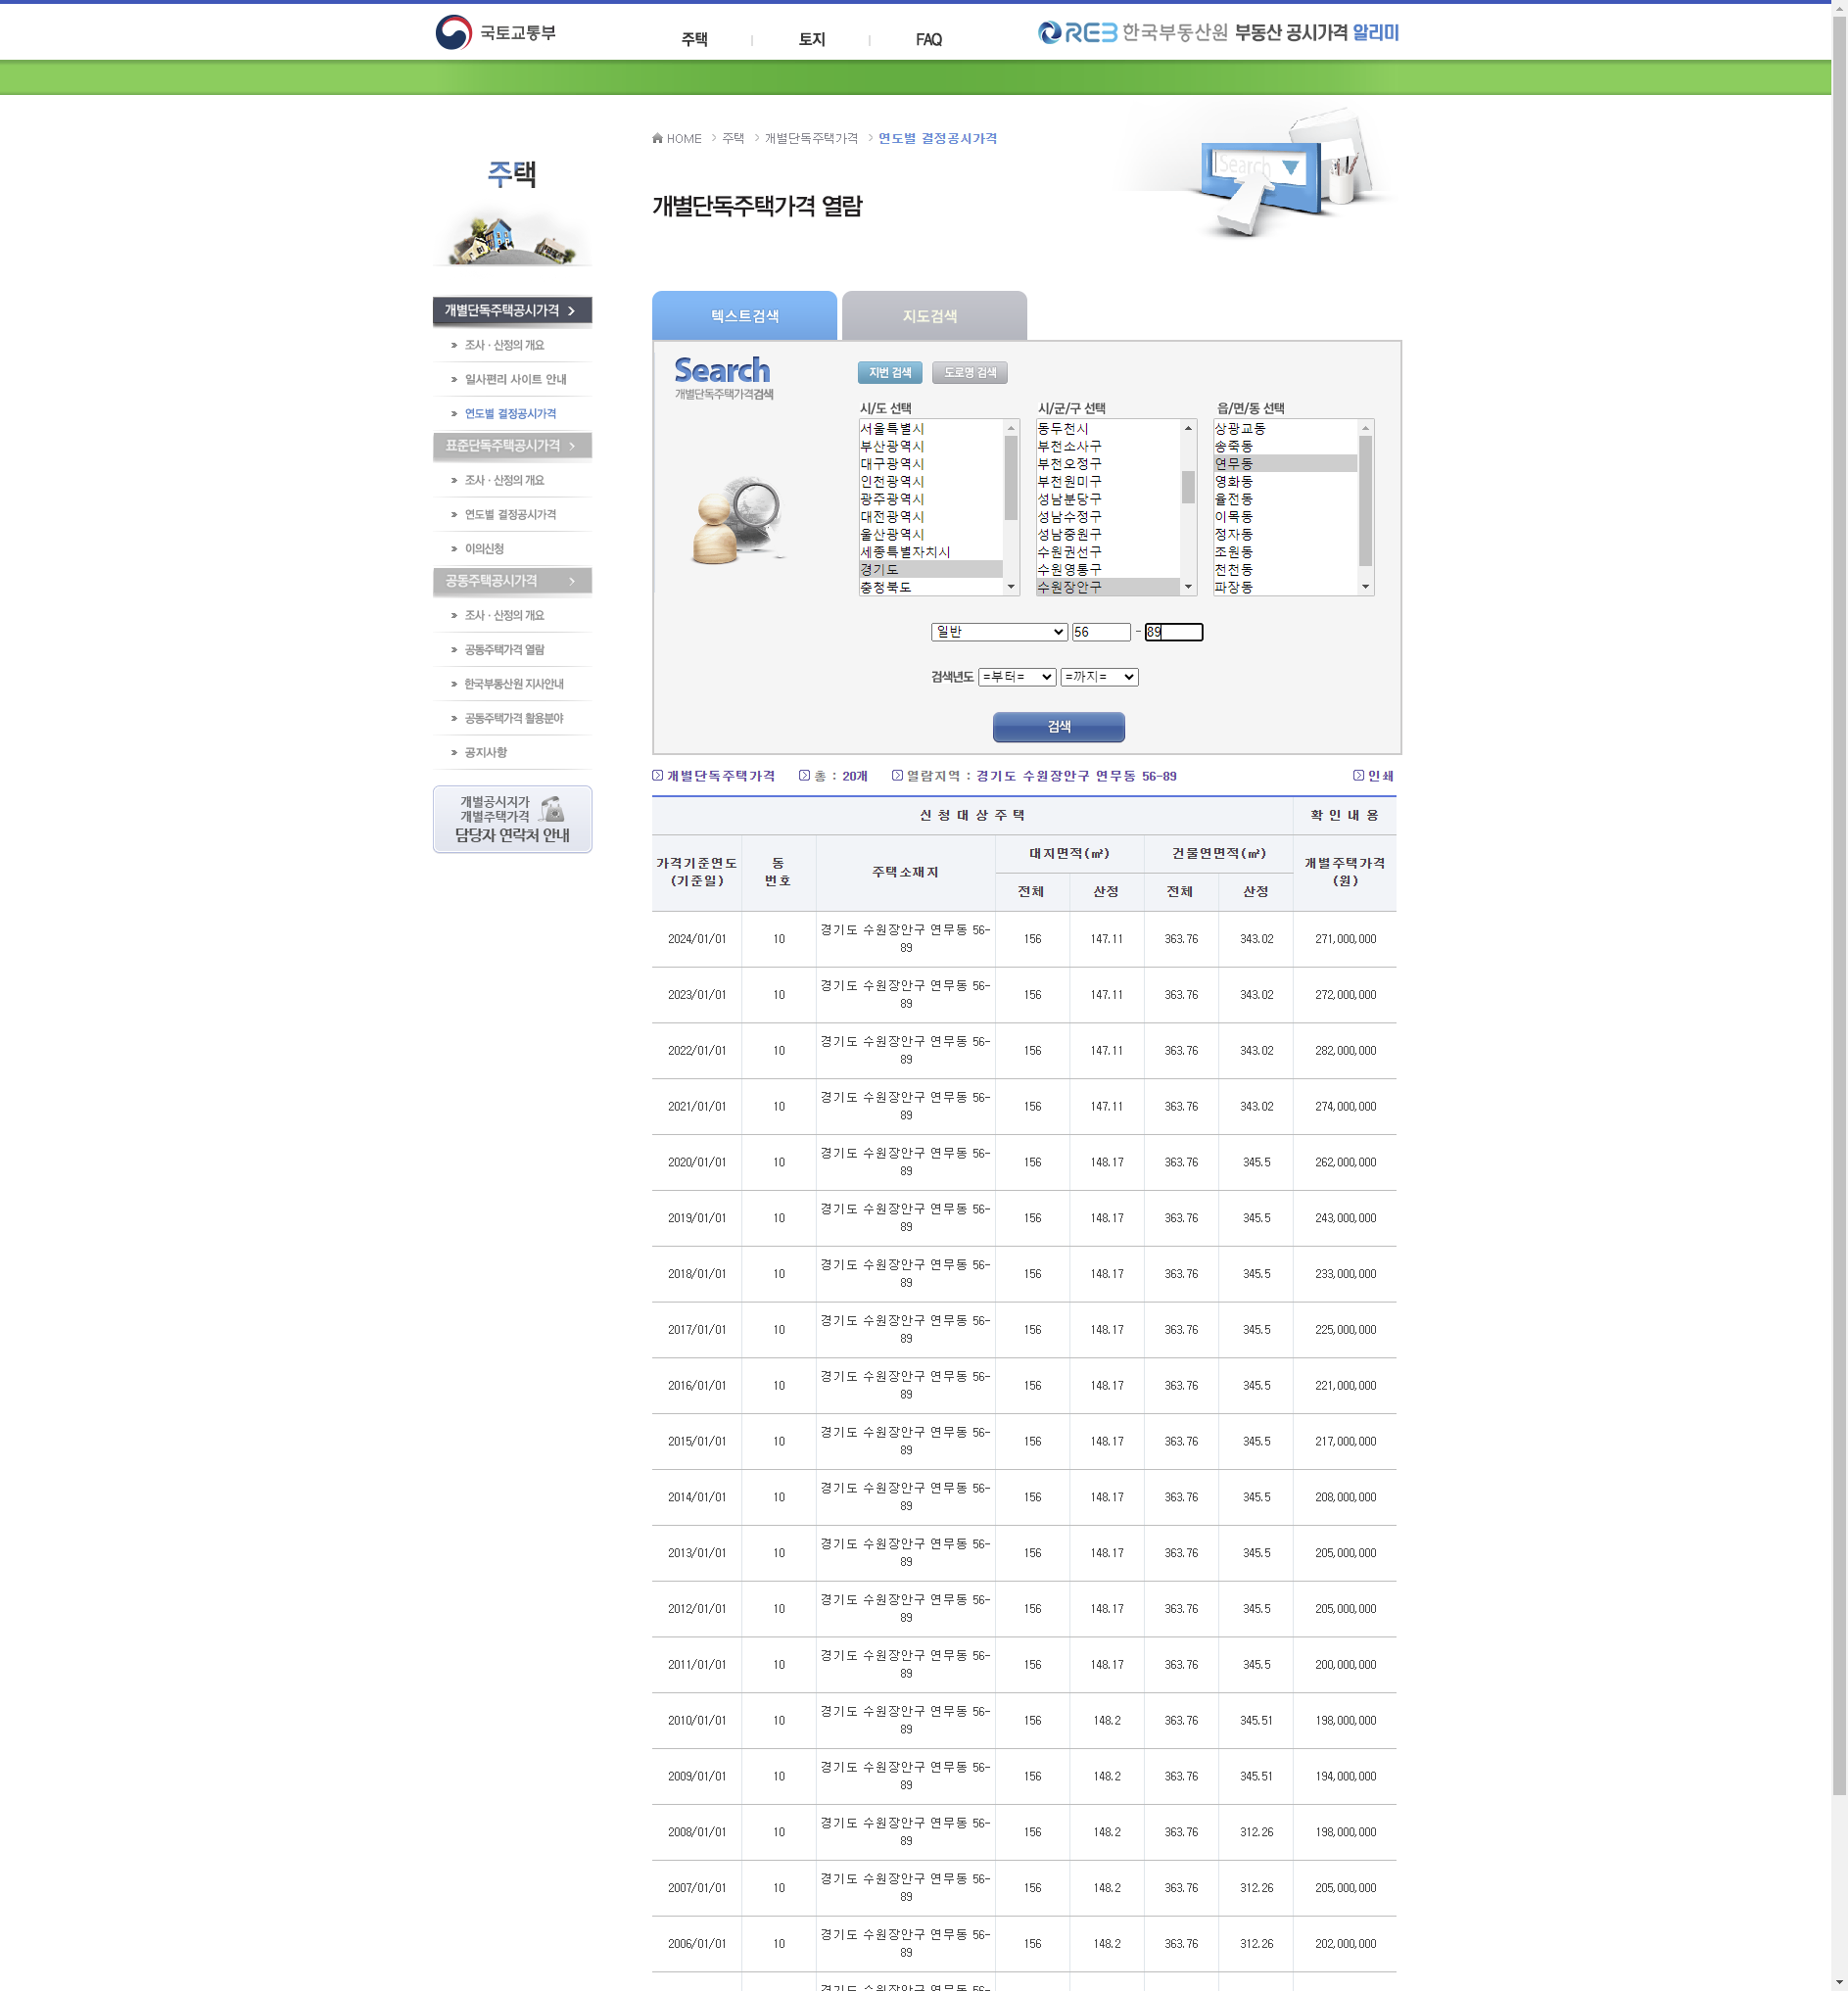 국토교통부
주택
토지
FAQ
REB 한국부동산원 부동산 공시가격 알리미
HOME > 주택 > 개별단독주택가격 > 연도별 결정공시가격
Search
주택
개별단독주택가격 열람
개별단독주택공시가격
조사 · 산정의 개요
일사편리 사이트 안내
연도별 결정공시가격
표준단독주택공시가격
조사 · 산정의 개요
연도별 결정공시가격
이의신청
공동주택공시가격
조사 · 산정의 개요
공동주택가격 열람
한국부동산원 지사안내
공동주택가격 활용분야
공지사항
개별공시지가
개별주택가격
담당자 연락처 안내
텍스트검색
지도검색
Search
개별단독주택가격검색
지번 검색 도로명 검색
시/도 선택
서울특별시
부산광역시
대구광역시
인천광역시
광주광역시
대전광역시
울산광역시
세종특별자치시
경기도
충청북도
시/군/구 선택
동두천시
부천소사구
부천오정구
부천원미구
성남분당구
성남수정구
성남중원구
수원권선구
수원영통구
수원장안구
읍/면/동 선택
상광교동
송죽동
연무동
영화동
율전동
이목동
정자동
조원동
천천동
파장동
일반 56 - 89
검색년도 =부터= =까지=
검색
개별단독주택가격 총 : 20개 열람지역 : 경기도 수원장안구 연무동 56-89 인쇄
신 청 대 상 주 택 확 인 내 용
가격기준연도
(기준일)
동
번호
주택소재지
대지면적(㎡)
전체 산정
건물연면적(㎡)
전체 산정
개별주택가격
(원)
2024/01/01 10 경기도 수원장안구 연무동 56-
89 156 147.11 363.76 343.02 271,000,000
2023/01/01 10 경기도 수원장안구 연무동 56-
89 156 147.11 363.76 343.02 272,000,000
2022/01/01 10 경기도 수원장안구 연무동 56-
89 156 147.11 363.76 343.02 282,000,000
2021/01/01 10 경기도 수원장안구 연무동 56-
89 156 147.11 363.76 343.02 274,000,000
2020/01/01 10 경기도 수원장안구 연무동 56-
89 156 148.17 363.76 345.5 262,000,000
2019/01/01 10 경기도 수원장안구 연무동 56-
89 156 148.17 363.76 345.5 243,000,000
2018/01/01 10 경기도 수원장안구 연무동 56-
89 156 148.17 363.76 345.5 233,000,000
2017/01/01 10 경기도 수원장안구 연무동 56-
89 156 148.17 363.76 345.5 225,000,000
2016/01/01 10 경기도 수원장안구 연무동 56-
89 156 148.17 363.76 345.5 221,000,000
2015/01/01 10 경기도 수원장안구 연무동 56-
89 156 148.17 363.76 345.5 217,000,000
2014/01/01 10 경기도 수원장안구 연무동 56-
89 156 148.17 363.76 345.5 208,000,000
2013/01/01 10 경기도 수원장안구 연무동 56-
89 156 148.17 363.76 345.5 205,000,000
2012/01/01 10 경기도 수원장안구 연무동 56-
89 156 148.17 363.76 345.5 205,000,000
2011/01/01 10 경기도 수원장안구 연무동 56-
89 156 148.17 363.76 345.5 200,000,000
2010/01/01 10 경기도 수원장안구 연무동 56-
89 156 148.2 363.76 345.51 198,000,000
2009/01/01 10 경기도 수원장안구 연무동 56-
89 156 148.2 363.76 345.51 194,000,000
2008/01/01 10 경기도 수원장안구 연무동 56-
89 156 148.2 363.76 312.26 198,000,000
2007/01/01 10 경기도 수원장안구 연무동 56-
89 156 148.2 363.76 312.26 205,000,000
2006/01/01 10 경기도 수원장안구 연무동 56-
89 156 148.2 363.76 312.26 202,000,000
경기도 수원장안구 연무동 56-